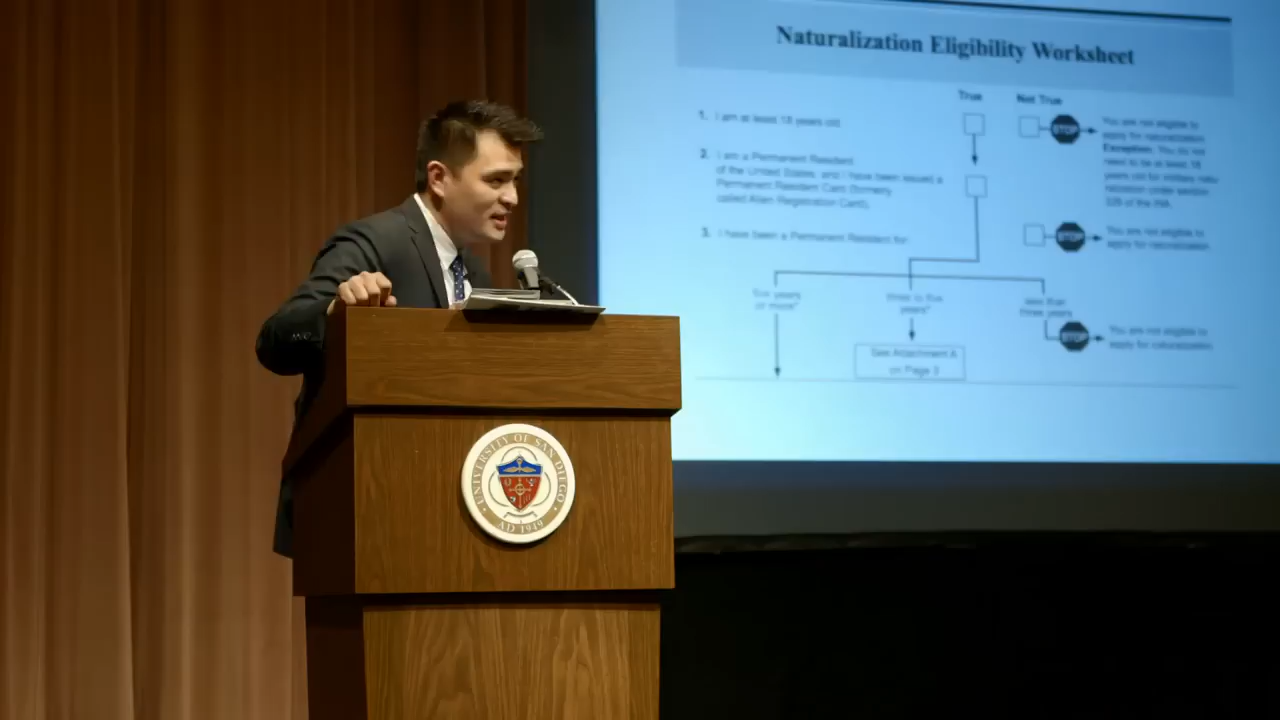 Naturalization Eligibility Worksheet
True
Not True
1. I am at least 18 years old
STOP
You are not eligible to
apply for naturalization.
Exception: You do not
need to be at least 18
years old for military natu-
ralization under section
329 of the INA.
2. I am a Permanent Resident
of the United States, and I have been issued a
Permanent Resident Card (formerly
called Alien Registration Card).
STOP
You are not eligible to
apply for naturalization.
3. I have been a Permanent Resident for
five years
or more*
three to five
years*
less than
three years
STOP
You are not eligible to
apply for naturalization.
See Attachment A
on Page 3
UNIVERSITY OF SAN DIEGO
AD 1949